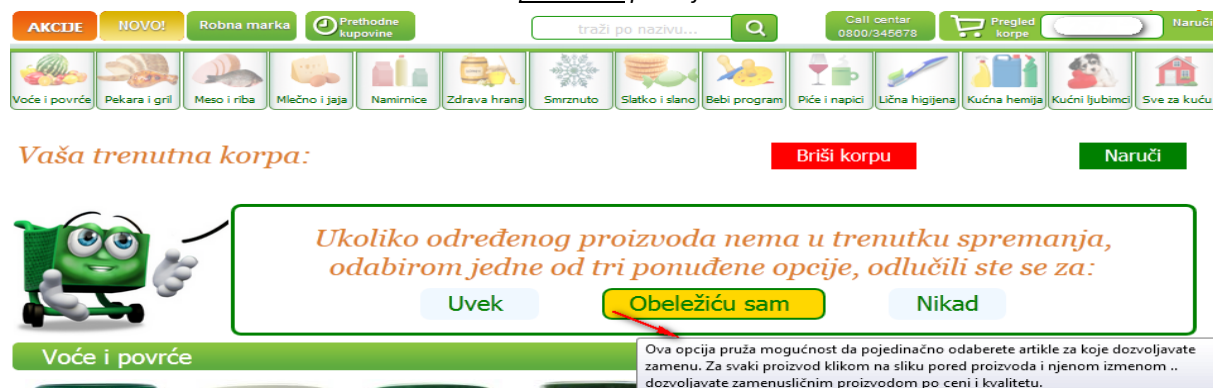 AKCIJE NOVO! Robna marka Prethodne kupovine traži po nazivu... Call centar 0800/345678 Pregled korpe Naruči
Voće i povrće Pekara i gril Meso i riba Mlečno i jaja Namirnice Zdrava hrana Smrznuto Slatko i slano Bebi program Piće i napici Lična higijena Kućna hemija Kućni ljubimci Sve za kuću
Vaša trenutna korpa: Briši korpu Naruči
Ukoliko određenog proizvoda nema u trenutku spremanja,
odabirom jedne od tri ponuđene opcije, odlučili ste se za:
Uvek Obeležiću sam Nikad
Voće i povrće
Ova opcija pruža mogućnost da pojedinačno odaberete artikle za koje dozvoljavate
zamenu. Za svaki proizvod klikom na sliku pored proizvoda i njenom izmenom ..
dozvoljavate zamenusličnim proizvodom po ceni i kvalitetu.